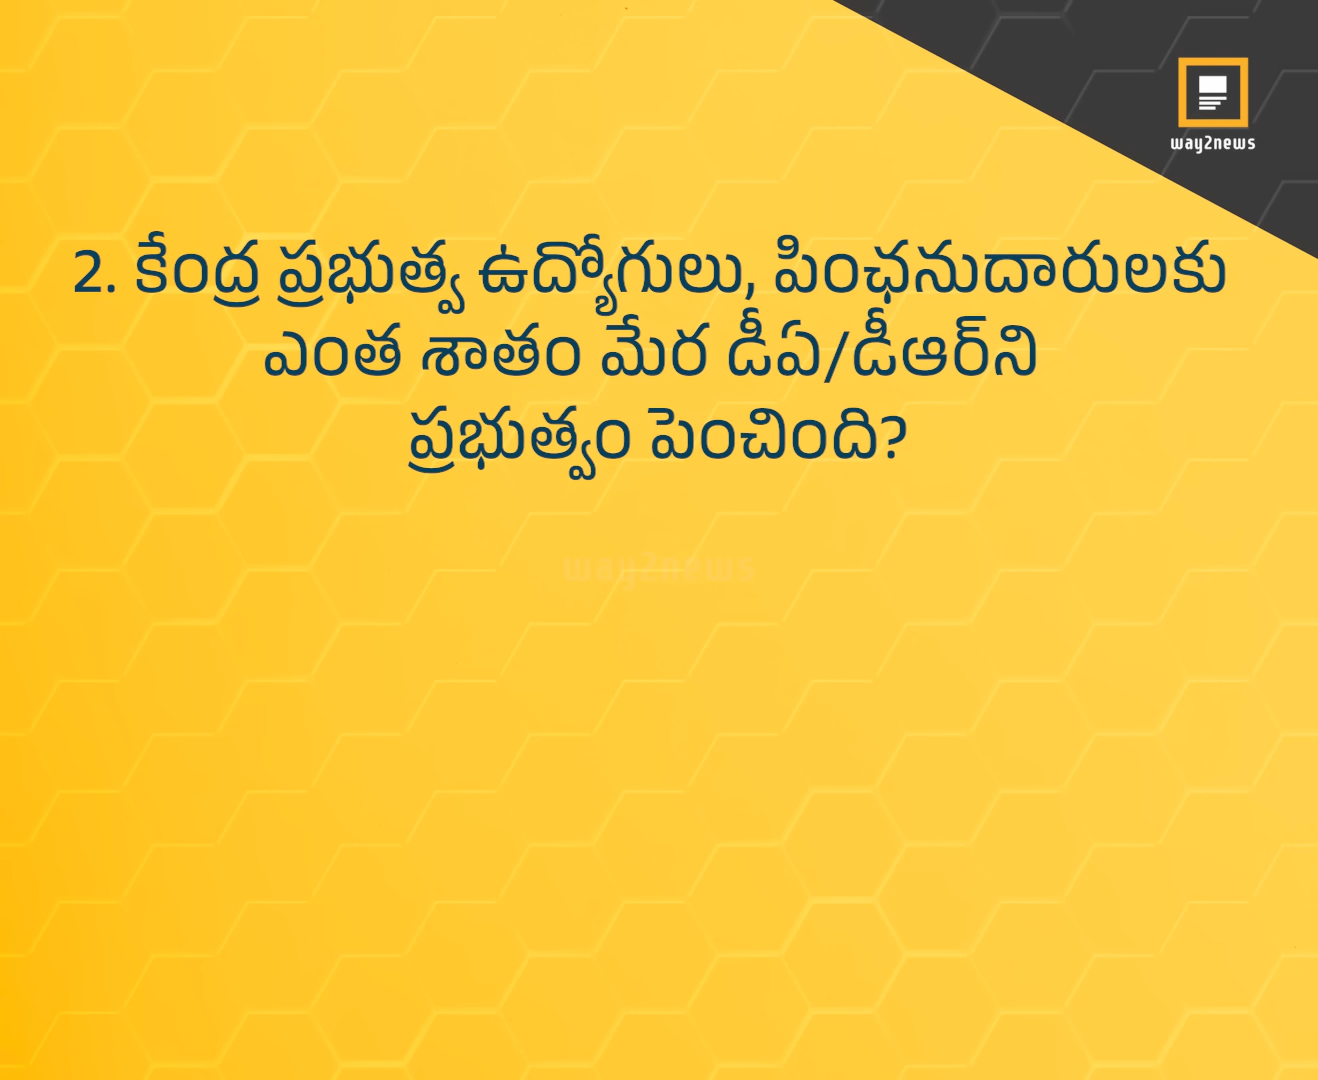 way2news
2. కేంద్ర ప్రభుత్వ ఉద్యోగులు, పింఛనుదారులకు
ఎంత శాతం మేర డీఏ/డీఆర్‌ని
ప్రభుత్వం పెంచింది?
way2news